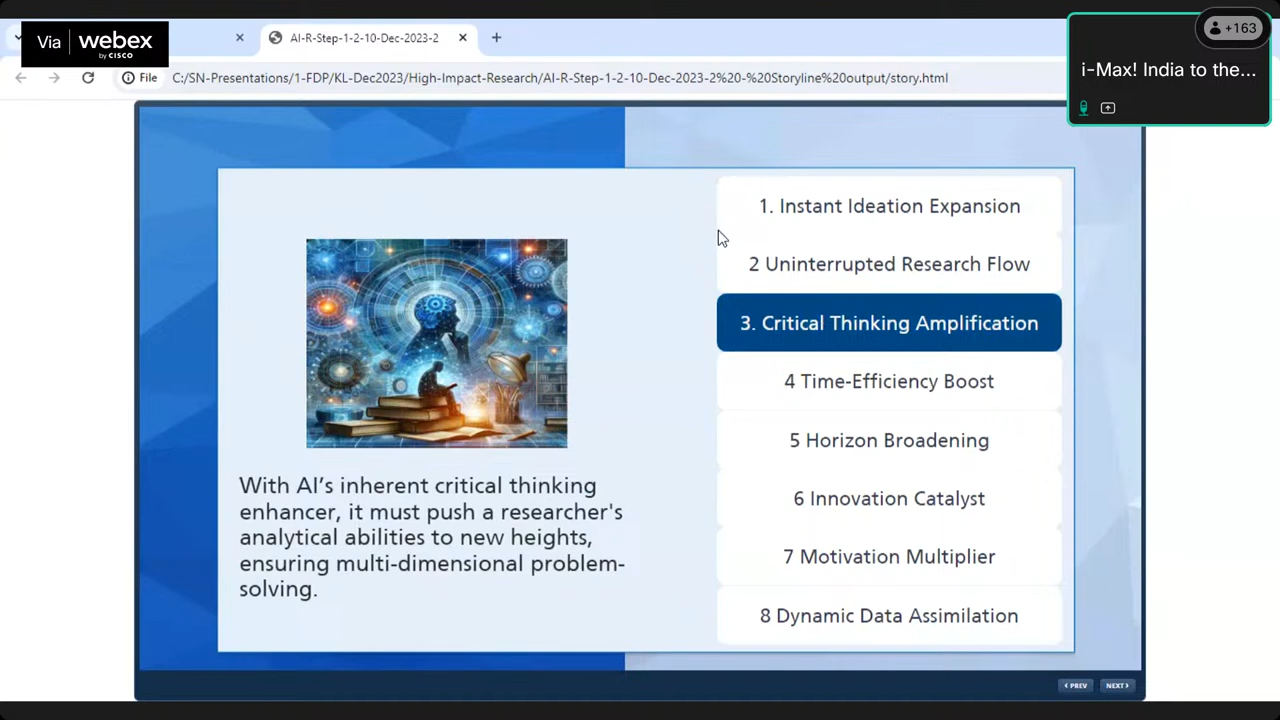 Via webex
by CISCO
AI-R-Step-1-2-10-Dec-2023-2
+163
File C:/SN-Presentations/1-FDP/KL-Dec2023/High-Impact-Research/AI-R-Step-1-2-10-Dec-2023-2%20-%20Storyline%20output/story.html
i-Max! India to the...
1. Instant Ideation Expansion
2 Uninterrupted Research Flow
3. Critical Thinking Amplification
4 Time-Efficiency Boost
5 Horizon Broadening
6 Innovation Catalyst
7 Motivation Multiplier
8 Dynamic Data Assimilation
With AI’s inherent critical thinking
enhancer, it must push a researcher's
analytical abilities to new heights,
ensuring multi-dimensional problem-
solving.
PREV
NEXT